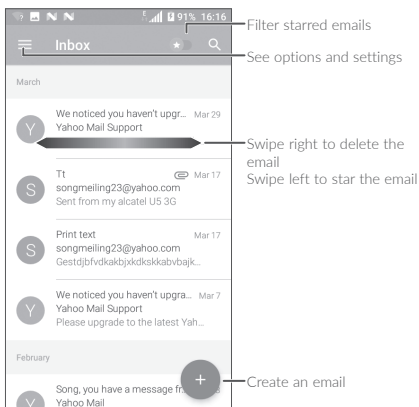 91% 16:16
Inbox
March
We noticed you haven't upgr... Mar 29
Yahoo Mail Support
Tt Mar 17
songmeiling23@yahoo.com
Sent from my alcatel U5 3G
Print text Mar 17
songmeiling23@yahoo.com
Gestdjbfvdkakbjxkdkskkabvbajk...
We noticed you haven't upgra... Mar 7
Yahoo Mail Support
Please upgrade to the latest Yah...
February
Song, you have a message fr...
Yahoo Mail
Y
S
S
Y
Y
+
Filter starred emails
See options and settings
Swipe right to delete the
email
Swipe left to star the email
Create an email